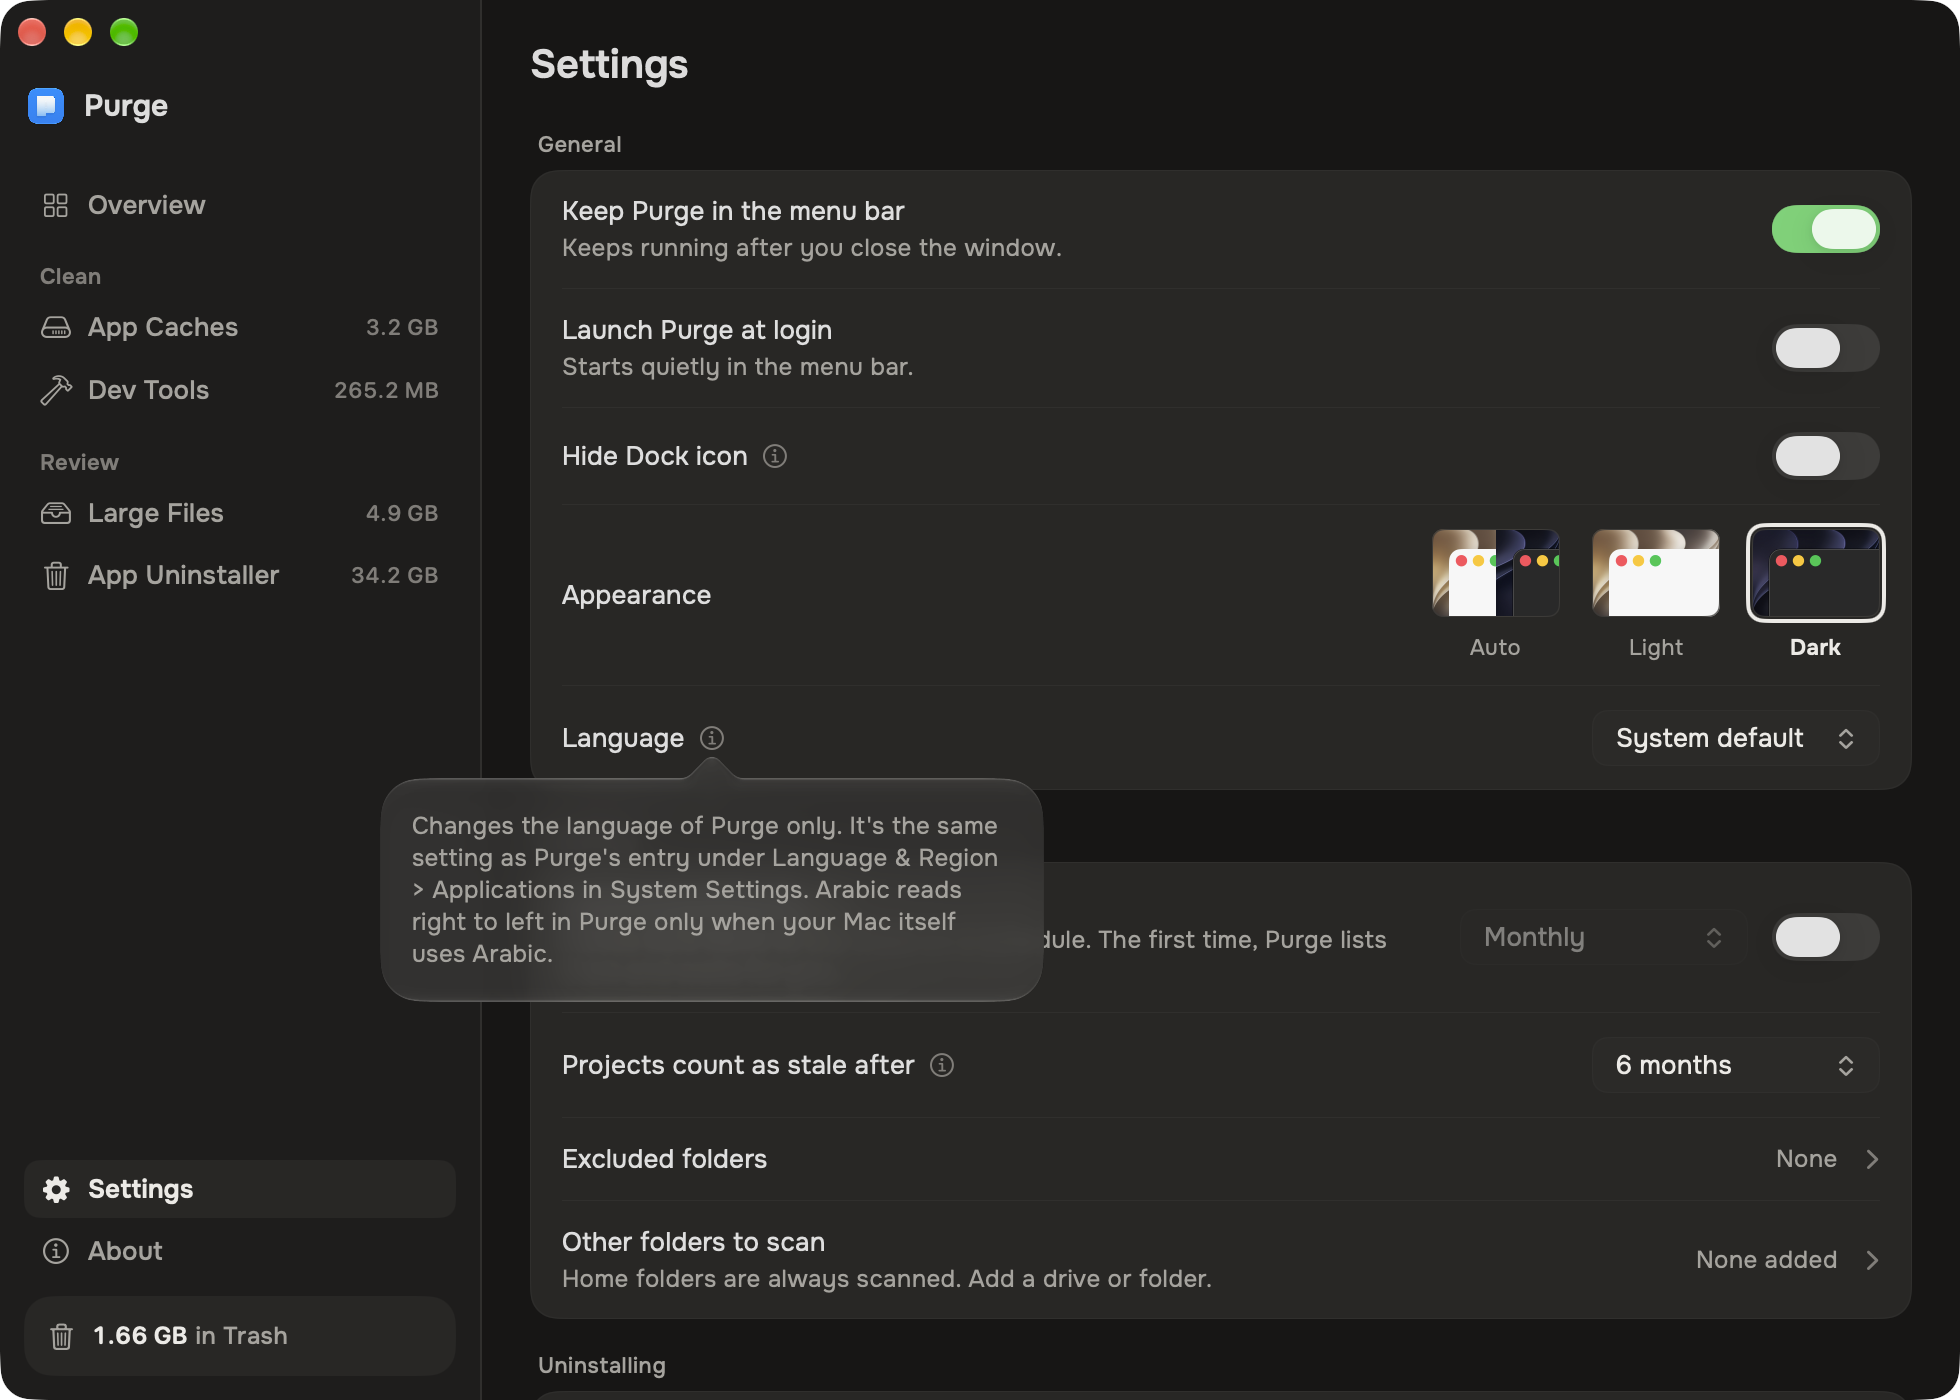 Purge
Overview
Clean
App Caches 3.2 GB
Dev Tools 265.2 MB
Review
Large Files 4.9 GB
App Uninstaller 34.2 GB
Settings
About
1.66 GB in Trash
Settings
General
Keep Purge in the menu bar
Keeps running after you close the window.
Launch Purge at login
Starts quietly in the menu bar.
Hide Dock icon
Appearance
Auto Light Dark
Language System default
Changes the language of Purge only. It's the same
setting as Purge's entry under Language & Region
> Applications in System Settings. Arabic reads
right to left in Purge only when your Mac itself
uses Arabic.
The first time, Purge lists Monthly
Projects count as stale after 6 months
Excluded folders None
Other folders to scan
Home folders are always scanned. Add a drive or folder. None added
Uninstalling